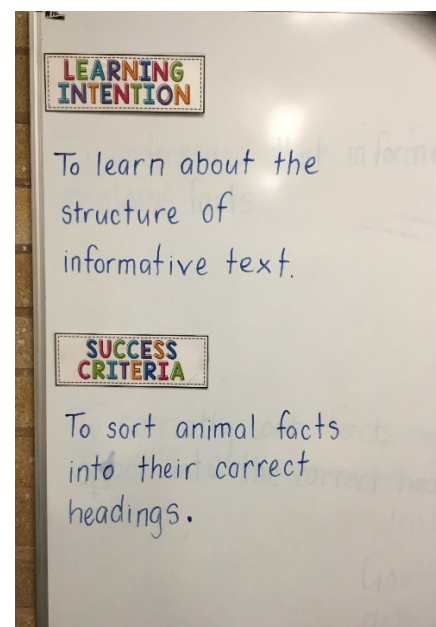 LEARNING
INTENTION
To learn about the
structure of
informative text.
SUCCESS
CRITERIA
To sort animal facts
into their correct
headings.